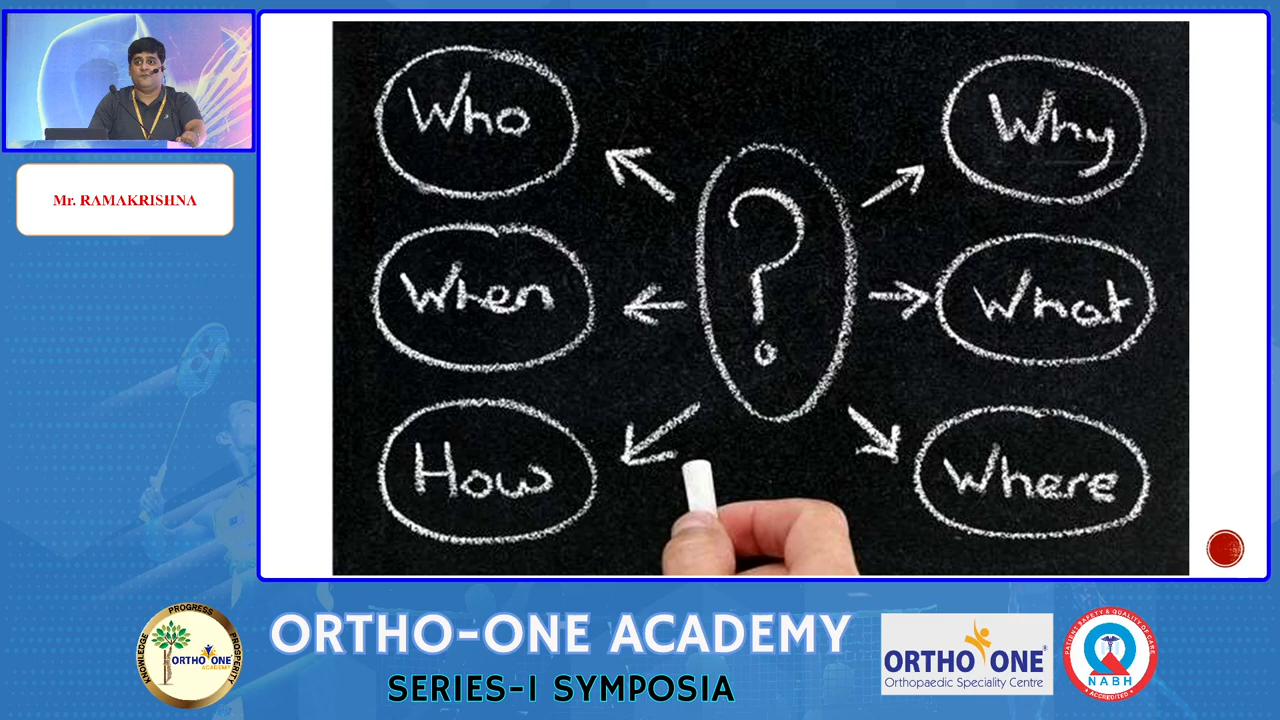 Mr. RAMAKRISHNA
Who
Why
?
When
What
How
Where
ORTHO-ONE ACADEMY
SERIES-I SYMPOSIA
KNOWLEDGE
PROGRESS
PROSPERITY
ORTHO ONE
ACADEMY
ORTHO ONE®
Orthopaedic Speciality Centre
PATIENT SAFETY & QUALITY OF CARE
NABH
ACCREDITED